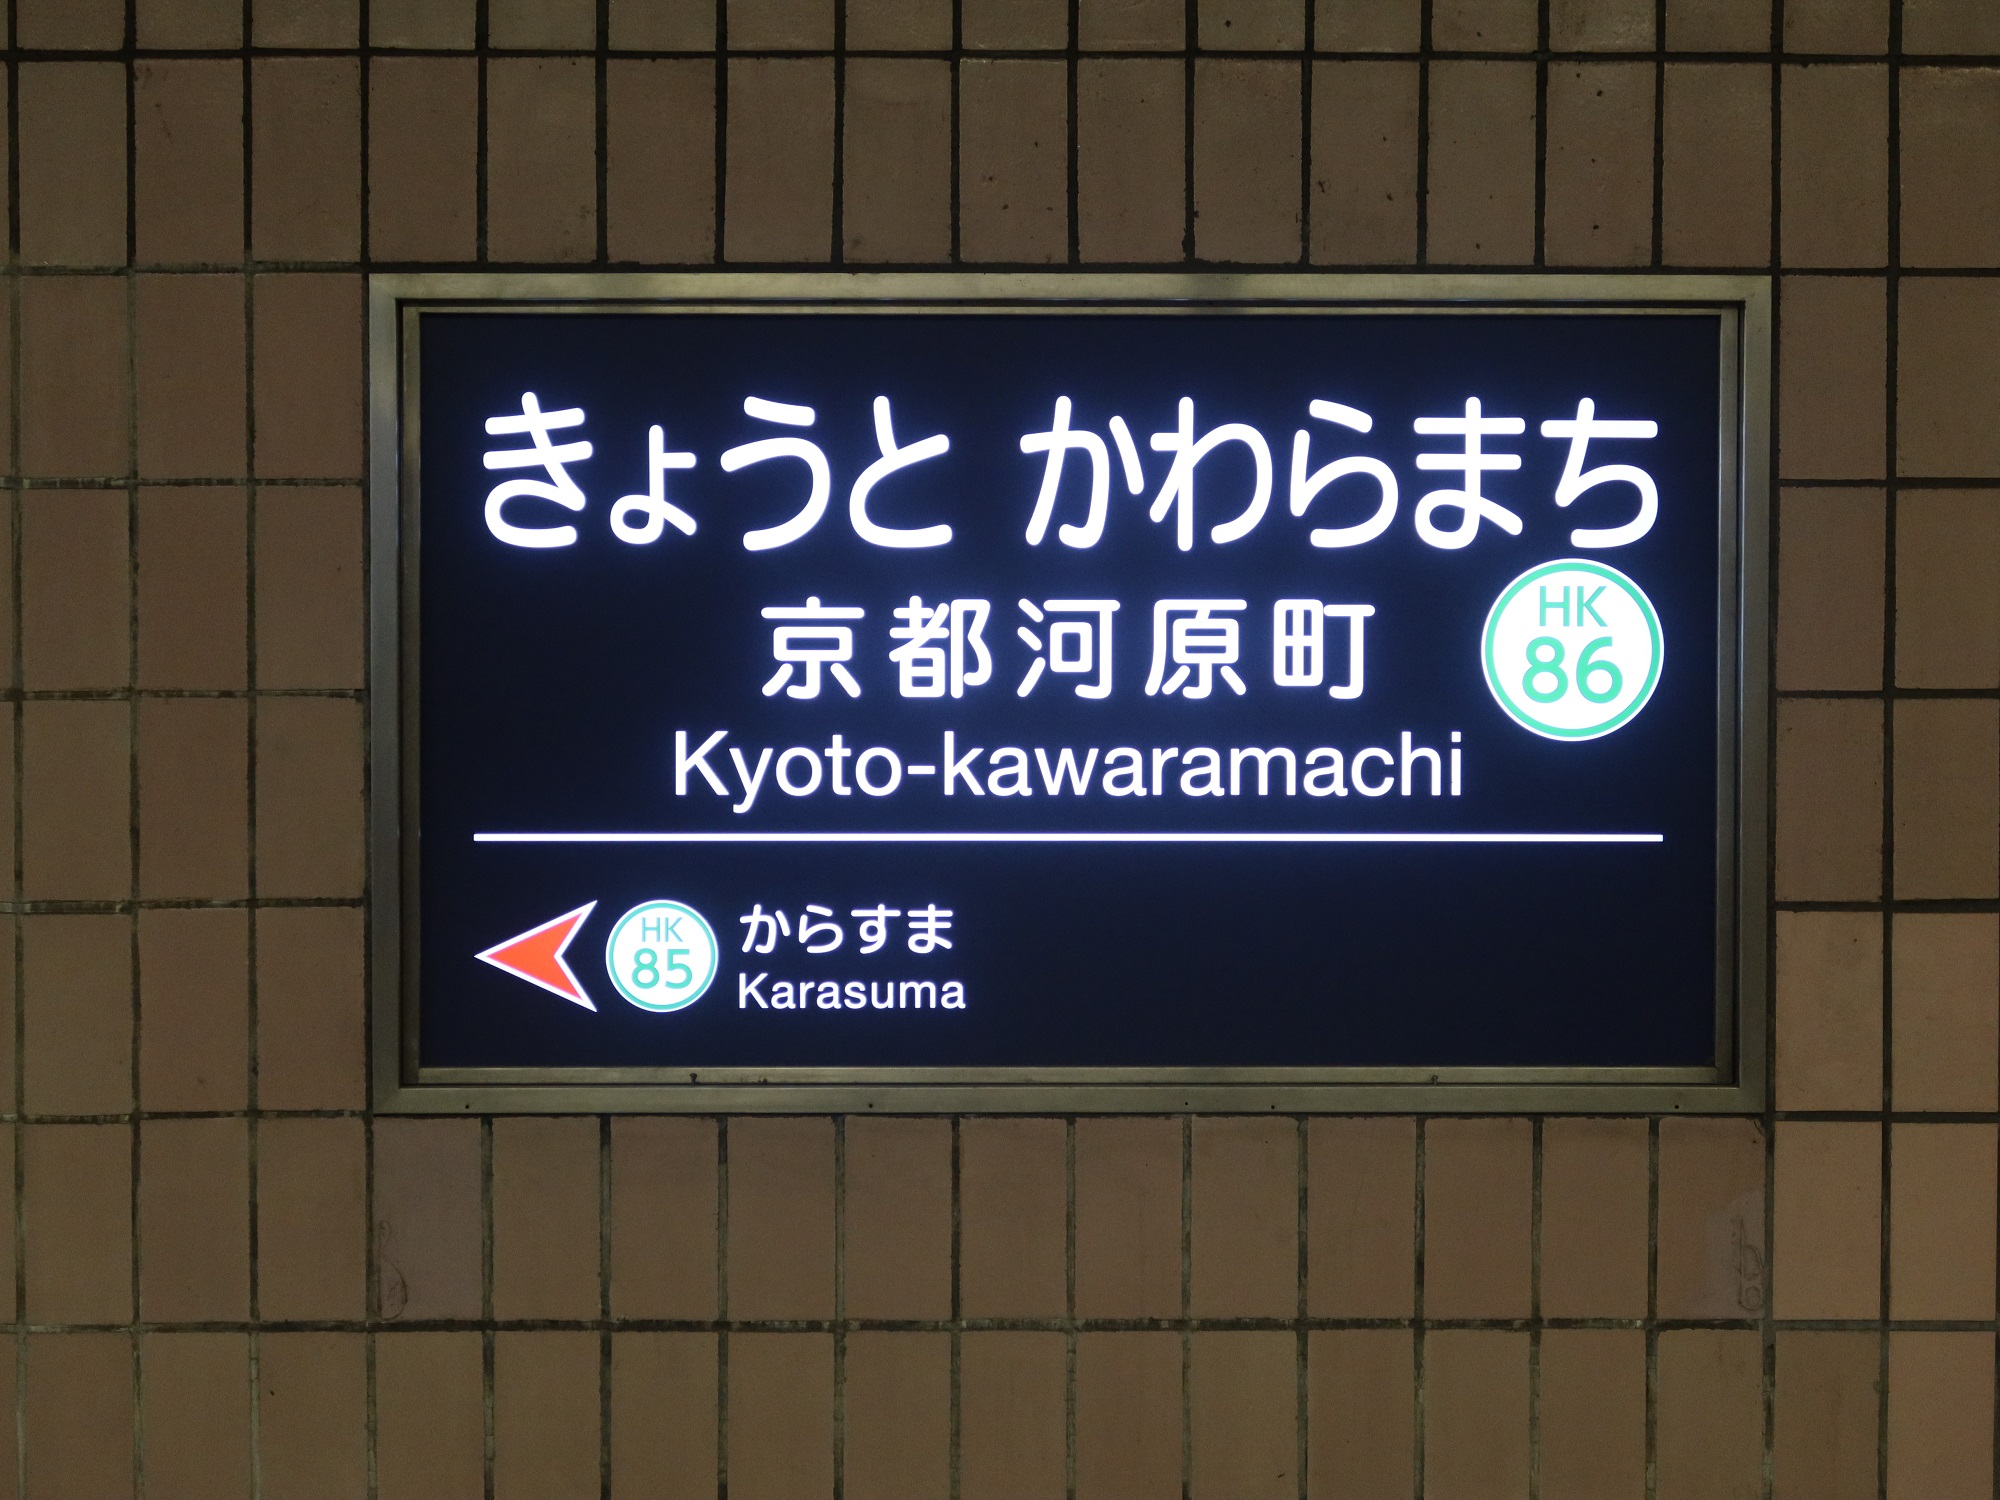 きょうと かわらまち
京都河原町
HK
86
Kyoto-kawaramachi
HK
85
からすま
Karasuma